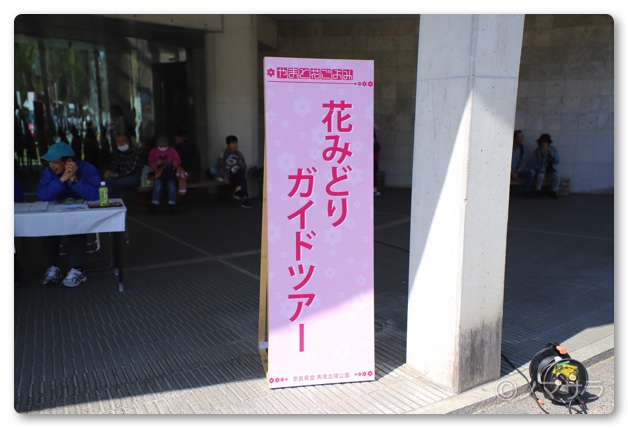 やまと花ごよみ
花みどり
ガイドツアー
奈良県営 馬見丘陵公園